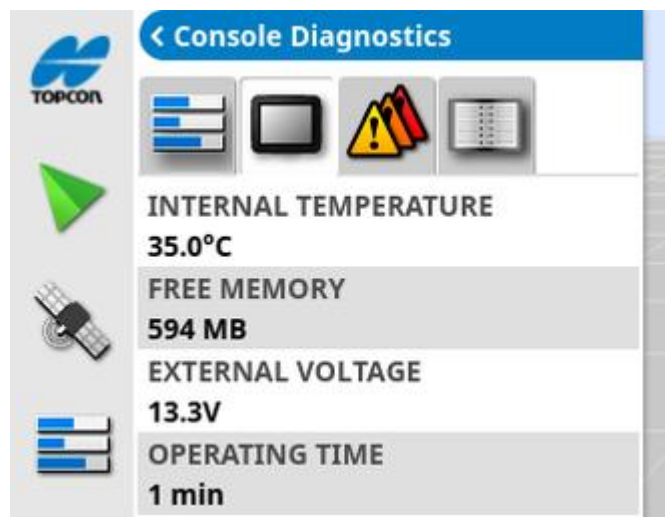 < Console Diagnostics
TOPCON
INTERNAL TEMPERATURE
35.0°C
FREE MEMORY
594 MB
EXTERNAL VOLTAGE
13.3V
OPERATING TIME
1 min